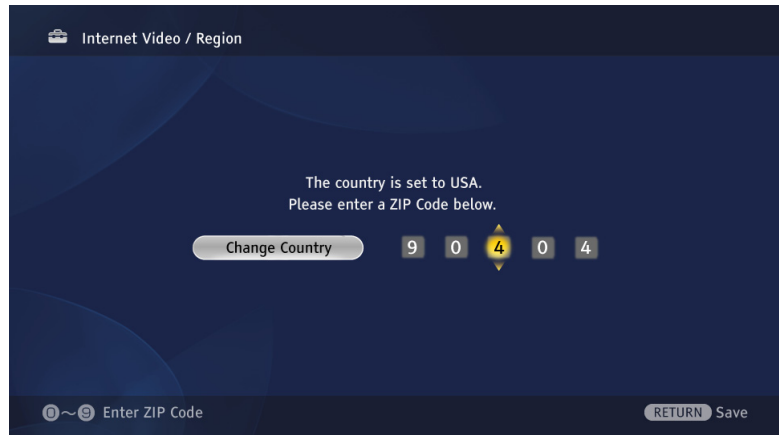 Internet Video / Region
The country is set to USA.
Please enter a ZIP Code below.
Change Country 9 0 4 0 4
0~9 Enter ZIP Code
RETURN Save